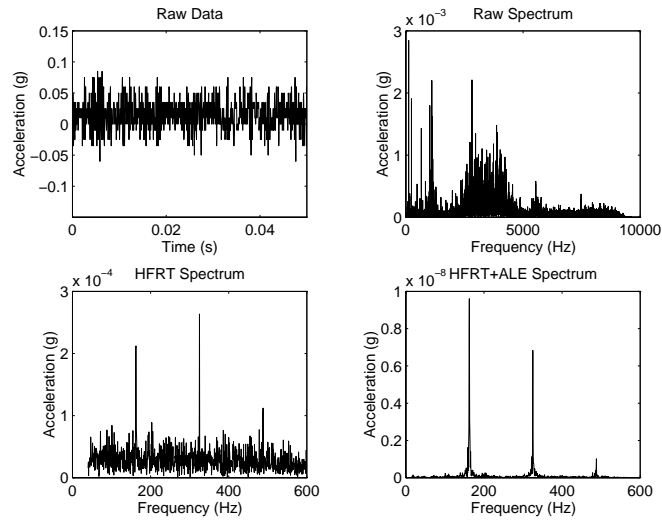 Raw Data
0.15
0.1
0.05
0
−0.05
−0.1
0
0.02
0.04
Time (s)
Acceleration (g)
Raw Spectrum
x 10⁻³
3
2
1
0
0
5000
10000
Frequency (Hz)
Acceleration (g)
HFRT Spectrum
x 10⁻⁴
3
2
1
0
0
200
400
600
Frequency (Hz)
Acceleration (g)
HFRT+ALE Spectrum
x 10⁻⁸
1
0.8
0.6
0.4
0.2
0
0
200
400
600
Frequency (Hz)
Acceleration (g)